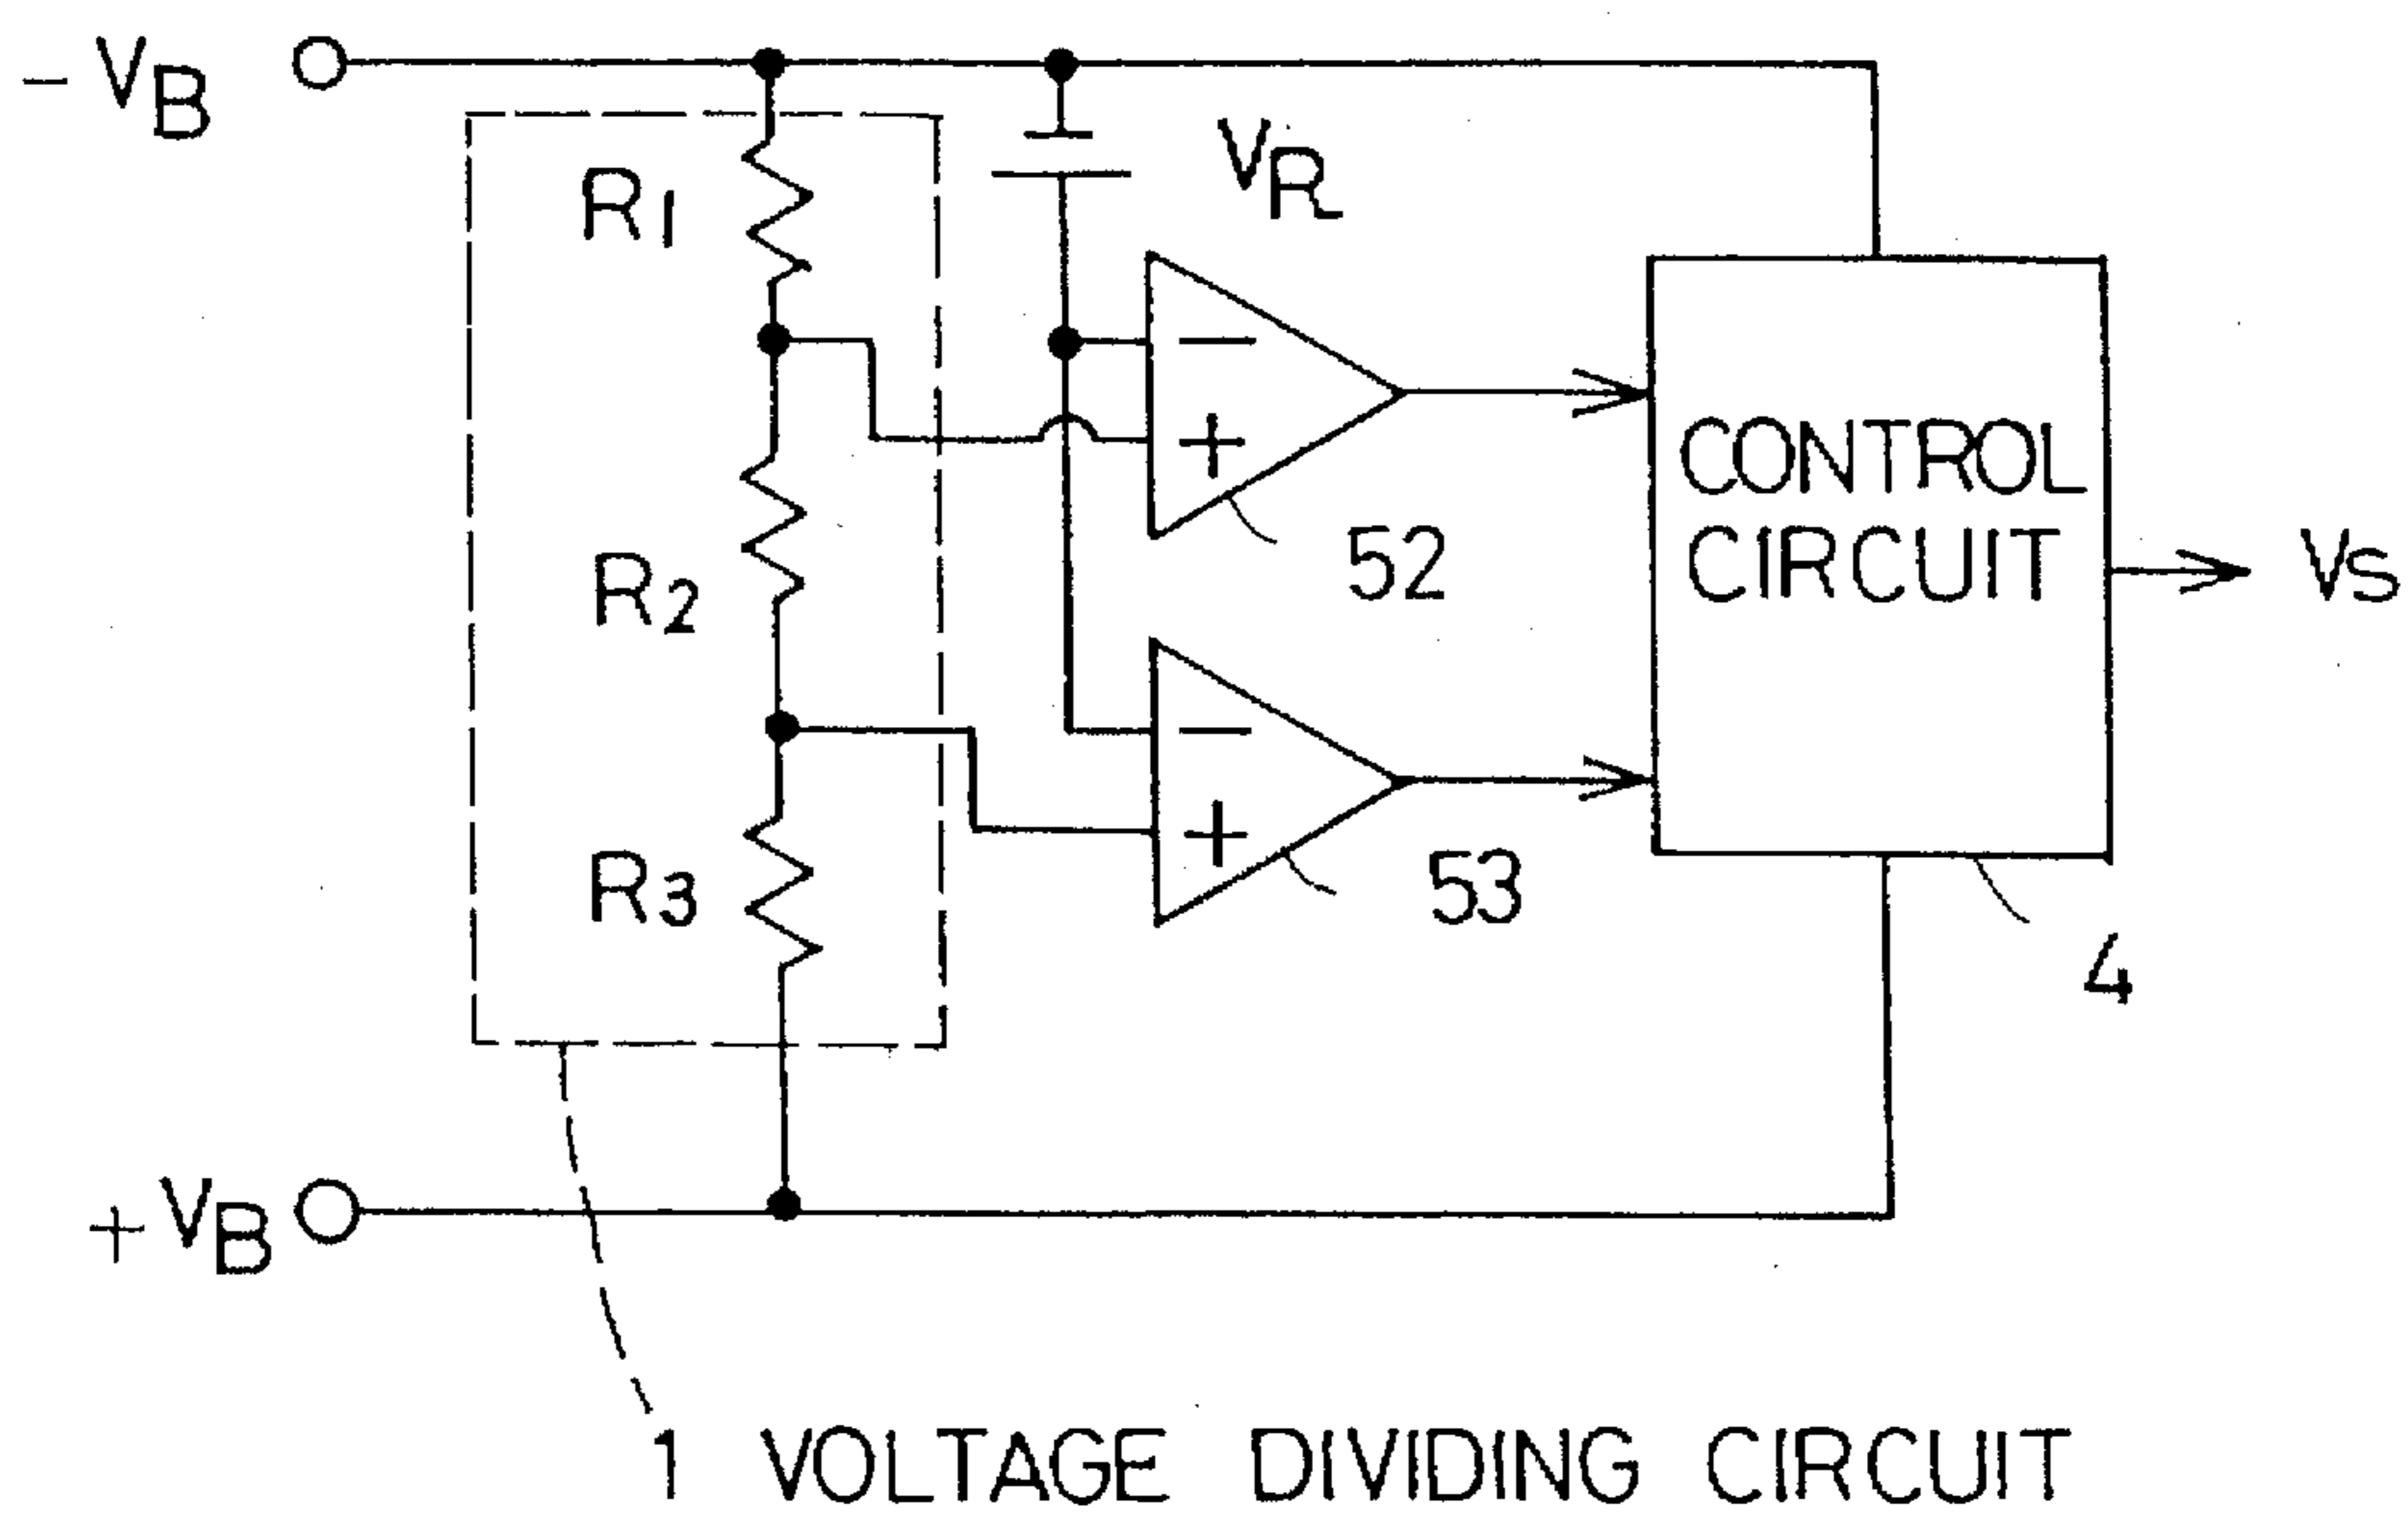 - VB
R1
VR
-
+
52
CONTROL
CIRCUIT
VS
R2
-
+
53
R3
4
+ VB
1 VOLTAGE DIVIDING CIRCUIT